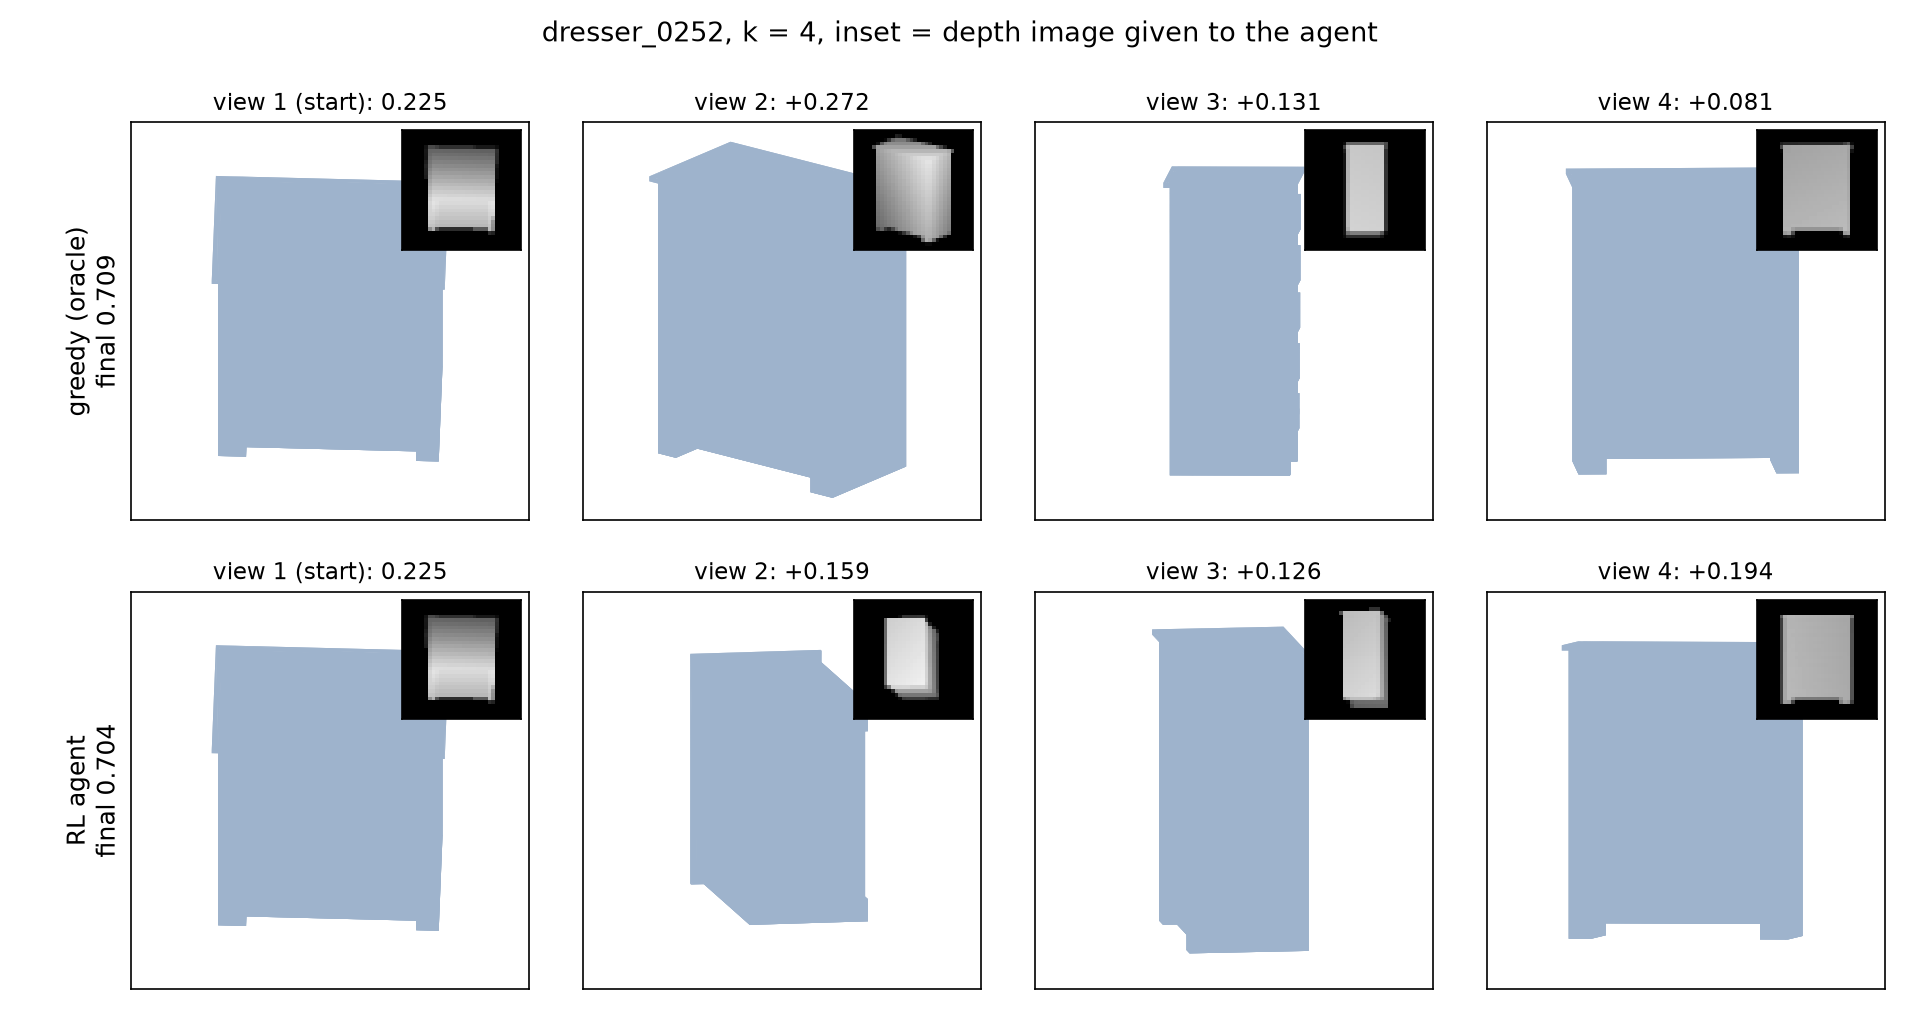 dresser_0252, k = 4, inset = depth image given to the agent
greedy (oracle)
final 0.709
view 1 (start): 0.225
view 2: +0.272
view 3: +0.131
view 4: +0.081
RL agent
final 0.704
view 1 (start): 0.225
view 2: +0.159
view 3: +0.126
view 4: +0.194